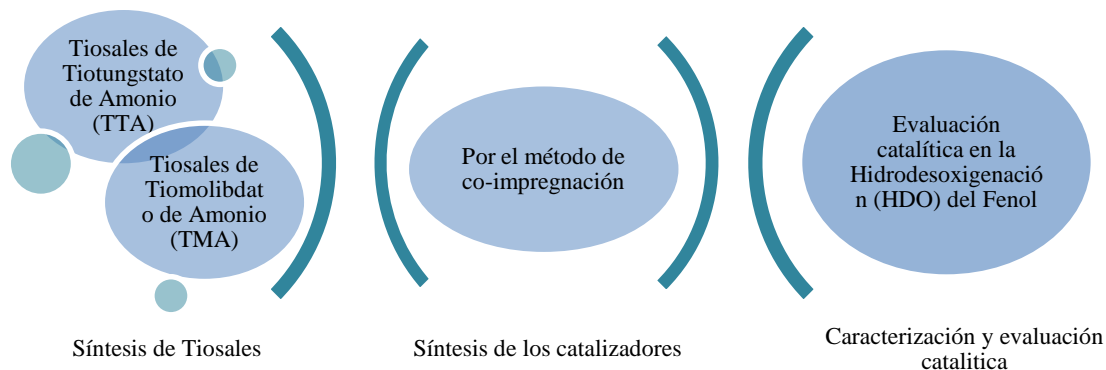 Tiosales de
Tiotungstato
de Amonio
(TTA)
Tiosales de
Tiomolibdat
o de Amonio
(TMA)
Síntesis de Tiosales
Por el método de
co-impregnación
Síntesis de los catalizadores
Evaluación
catalítica en la
Hidrodesoxigenació
n (HDO) del Fenol
Caracterización y evaluación
catalitica